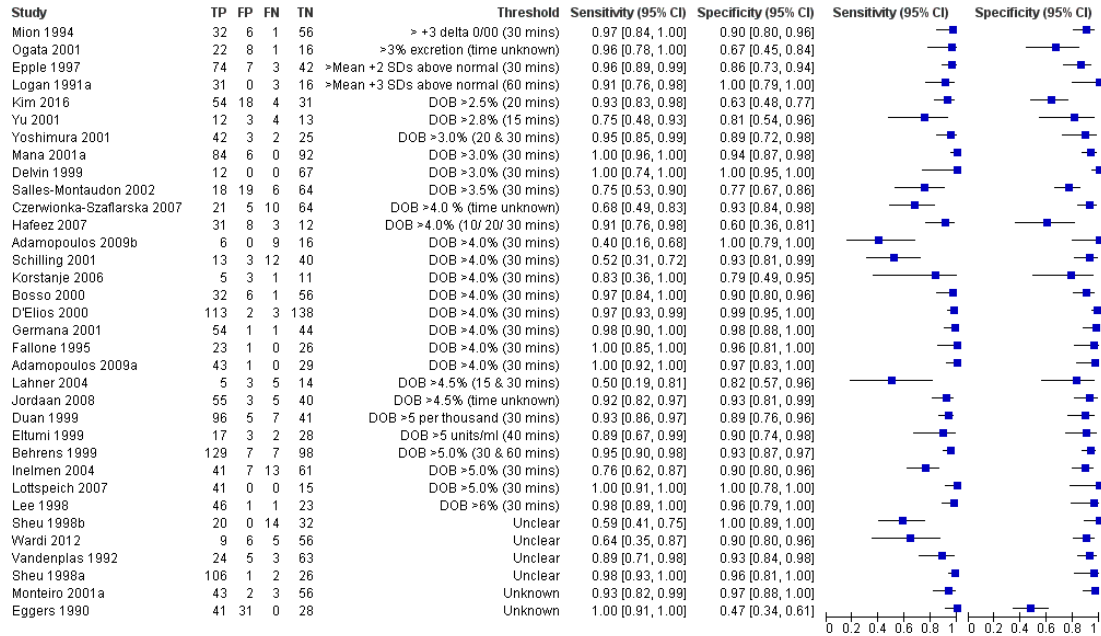 Study TP FP FN TN Threshold Sensitivity (95% CI) Specificity (95% CI) Sensitivity (95% CI) Specificity (95% CI)
Mion 1994 32 6 1 56 > +3 delta 0/00 (30 mins) 0.97 [0.84, 1.00] 0.90 [0.80, 0.96]
Ogata 2001 22 8 1 16 >3% excretion (time unknown) 0.96 [0.78, 1.00] 0.67 [0.45, 0.84]
Epple 1997 74 7 3 42 >Mean +2 SDs above normal (30 mins) 0.96 [0.89, 0.99] 0.86 [0.73, 0.94]
Logan 1991a 31 0 3 16 >Mean +3 SDs above normal (60 mins) 0.91 [0.76, 0.98] 1.00 [0.79, 1.00]
Kim 2016 54 18 4 31 DOB >2.5% (20 mins) 0.93 [0.83, 0.98] 0.63 [0.48, 0.77]
Yu 2001 12 3 4 13 DOB >2.8% (15 mins) 0.75 [0.48, 0.93] 0.81 [0.54, 0.96]
Yoshimura 2001 42 3 2 25 DOB >3.0% (20 & 30 mins) 0.95 [0.85, 0.99] 0.89 [0.72, 0.98]
Mana 2001a 84 6 0 92 DOB >3.0% (30 mins) 1.00 [0.96, 1.00] 0.94 [0.87, 0.98]
Delvin 1999 12 0 0 67 DOB >3.0% (30 mins) 1.00 [0.74, 1.00] 1.00 [0.95, 1.00]
Salles-Montaudon 2002 18 19 6 64 DOB >3.5% (30 mins) 0.75 [0.53, 0.90] 0.77 [0.67, 0.86]
Czerwionka-Szaflarska 2007 21 5 10 64 DOB >4.0 % (time unknown) 0.68 [0.49, 0.83] 0.93 [0.84, 0.98]
Hafeez 2007 31 8 3 12 DOB >4.0% (10/ 20/ 30 mins) 0.91 [0.76, 0.98] 0.60 [0.36, 0.81]
Adamopoulos 2009b 6 0 9 16 DOB >4.0% (30 mins) 0.40 [0.16, 0.68] 1.00 [0.79, 1.00]
Schilling 2001 13 3 12 40 DOB >4.0% (30 mins) 0.52 [0.31, 0.72] 0.93 [0.81, 0.99]
Korstanje 2006 5 3 1 11 DOB >4.0% (30 mins) 0.83 [0.36, 1.00] 0.79 [0.49, 0.95]
Bosso 2000 32 6 1 56 DOB >4.0% (30 mins) 0.97 [0.84, 1.00] 0.90 [0.80, 0.96]
D'Elios 2000 113 2 3 138 DOB >4.0% (30 mins) 0.97 [0.93, 0.99] 0.99 [0.95, 1.00]
Germana 2001 54 1 1 44 DOB >4.0% (30 mins) 0.98 [0.90, 1.00] 0.98 [0.88, 1.00]
Fallone 1995 23 1 0 26 DOB >4.0% (30 mins) 1.00 [0.85, 1.00] 0.96 [0.81, 1.00]
Adamopoulos 2009a 43 1 0 29 DOB >4.0% (30 mins) 1.00 [0.92, 1.00] 0.97 [0.83, 1.00]
Lahner 2004 5 3 5 14 DOB >4.5% (15 & 30 mins) 0.50 [0.19, 0.81] 0.82 [0.57, 0.96]
Jordaan 2008 55 3 5 40 DOB >4.5% (time unknown) 0.92 [0.82, 0.97] 0.93 [0.81, 0.99]
Duan 1999 96 5 7 41 DOB >5 per thousand (30 mins) 0.93 [0.86, 0.97] 0.89 [0.76, 0.96]
Eltumi 1999 17 3 2 28 DOB >5 units/ml (40 mins) 0.89 [0.67, 0.99] 0.90 [0.74, 0.98]
Behrens 1999 129 7 7 98 DOB >5.0% (30 & 60 mins) 0.95 [0.90, 0.98] 0.93 [0.87, 0.97]
Inelmen 2004 41 7 13 61 DOB >5.0% (30 mins) 0.76 [0.62, 0.87] 0.90 [0.80, 0.96]
Lottspeich 2007 41 0 0 15 DOB >5.0% (30 mins) 1.00 [0.91, 1.00] 1.00 [0.78, 1.00]
Lee 1998 46 1 1 23 DOB >6% (30 mins) 0.98 [0.89, 1.00] 0.96 [0.79, 1.00]
Sheu 1998b 20 0 14 32 Unclear 0.59 [0.41, 0.75] 1.00 [0.89, 1.00]
Wardi 2012 9 6 5 56 Unclear 0.64 [0.35, 0.87] 0.90 [0.80, 0.96]
Vandenplas 1992 24 5 3 63 Unclear 0.89 [0.71, 0.98] 0.93 [0.84, 0.98]
Sheu 1998a 106 1 2 26 Unclear 0.98 [0.93, 1.00] 0.96 [0.81, 1.00]
Monteiro 2001a 43 2 3 56 Unknown 0.93 [0.82, 0.99] 0.97 [0.88, 1.00]
Eggers 1990 41 31 0 28 Unknown 1.00 [0.91, 1.00] 0.47 [0.34, 0.61]
0 0.2 0.4 0.6 0.8 1 0 0.2 0.4 0.6 0.8 1